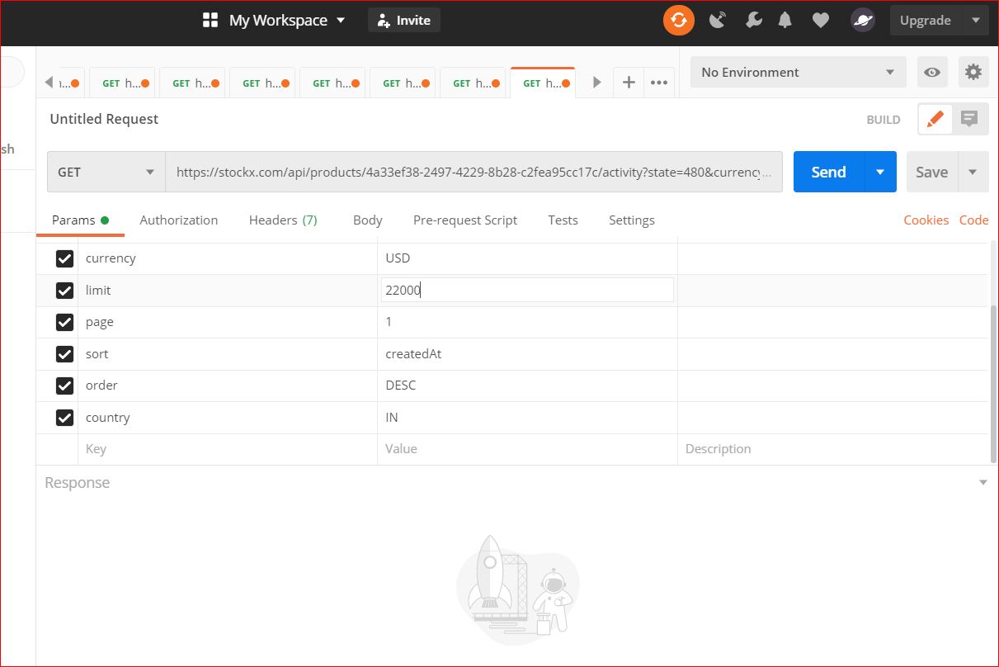 My Workspace Invite Upgrade
h... GET h... GET h... GET h... GET h... GET h... GET h... GET h... No Environment
Untitled Request BUILD
sh
GET https://stockx.com/api/products/4a33ef38-2497-4229-8b28-c2fea95cc17c/activity?state=480&currency... Send Save
Params Authorization Headers (7) Body Pre-request Script Tests Settings Cookies Code
currency USD
limit 22000
page 1
sort createdAt
order DESC
country IN
Key Value Description
Response